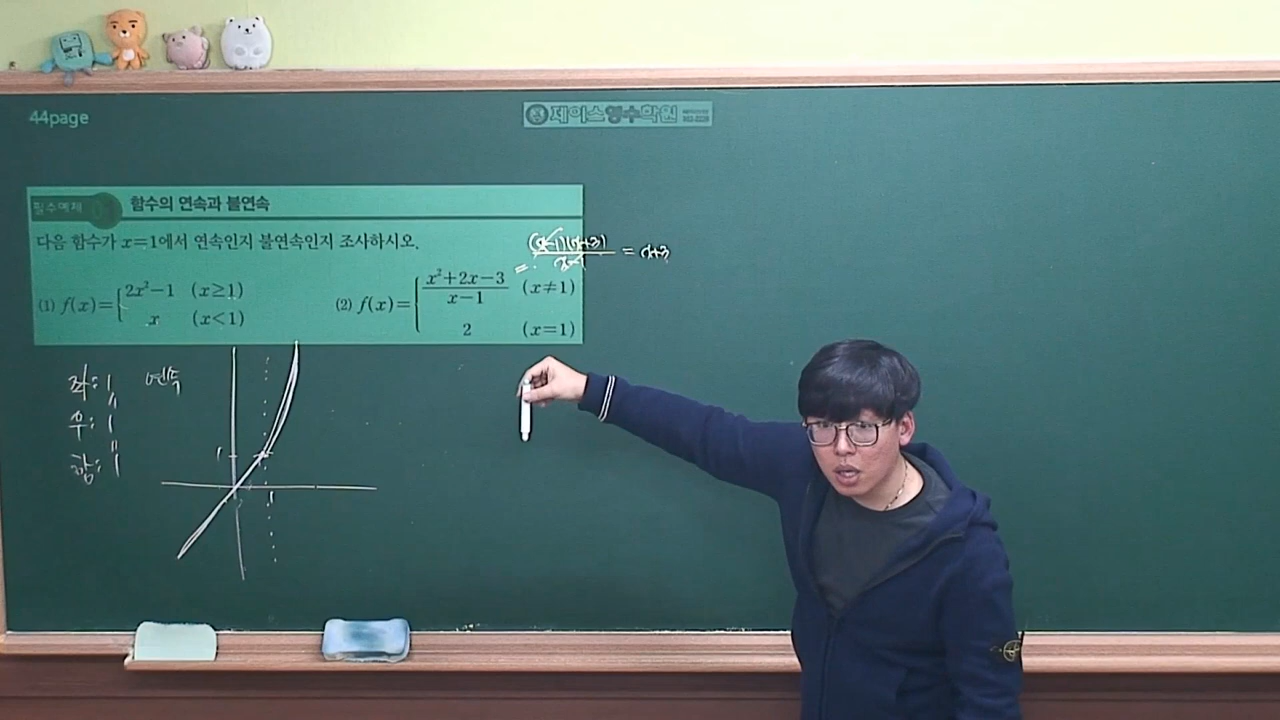 44page
제이스영수학원
필수예제
함수의 연속과 불연속
다음 함수가 x=1에서 연속인지 불연속인지 조사하시오.
(1) f(x)={2x²-1 (x≥1)
x (x<1)
(2) f(x)={(x²+2x-3)/(x-1) (x≠1)
2 (x=1)
= (x-1)(x+3)/(x-1) = x+3
좌: 1 연속
우: 1
함: 1
1
1